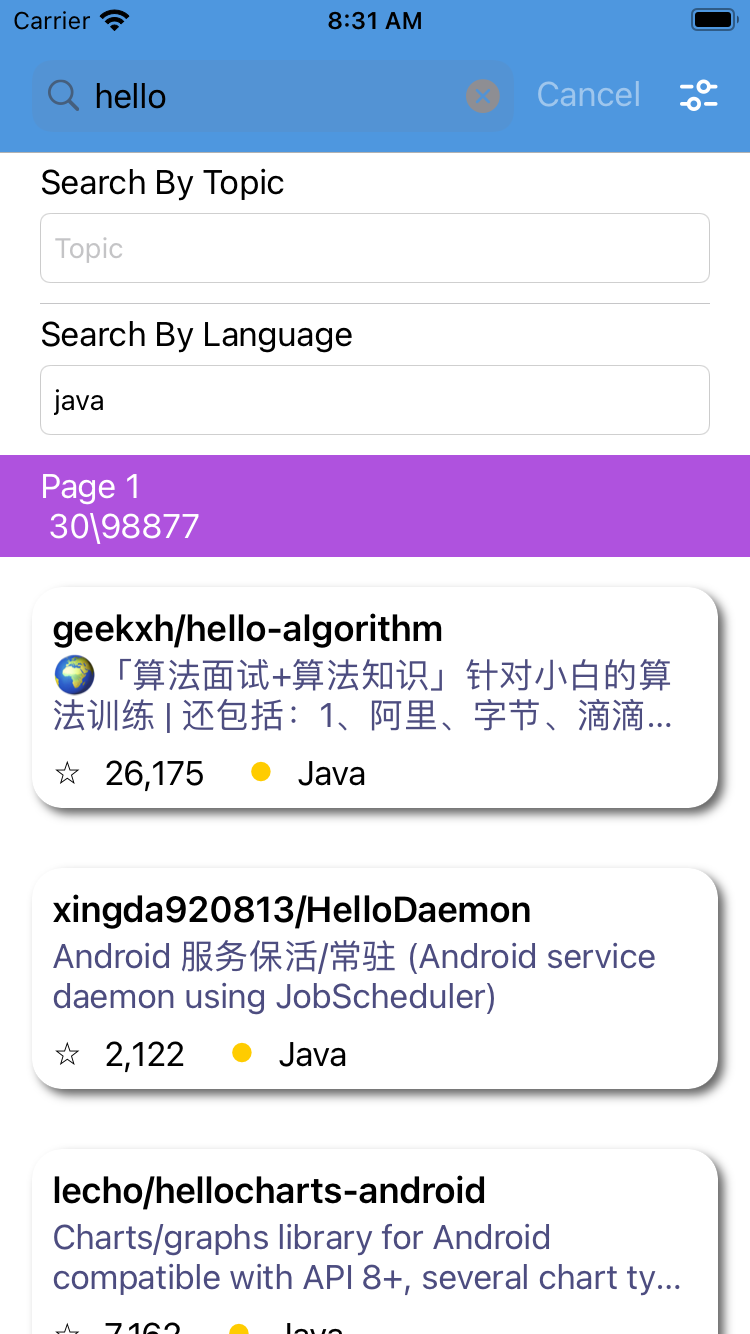 Carrier 8:31 AM
hello Cancel
Search By Topic
Topic
Search By Language
java
Page 1
30\98877
geekxh/hello-algorithm
🌍「算法面试+算法知识」针对小白的算
法训练 | 还包括：1、阿里、字节、滴滴...
☆ 26,175 Java
xingda920813/HelloDaemon
Android 服务保活/常驻 (Android service
daemon using JobScheduler)
☆ 2,122 Java
lecho/hellocharts-android
Charts/graphs library for Android
compatible with API 8+, several chart ty...
☆ 7,162 Java